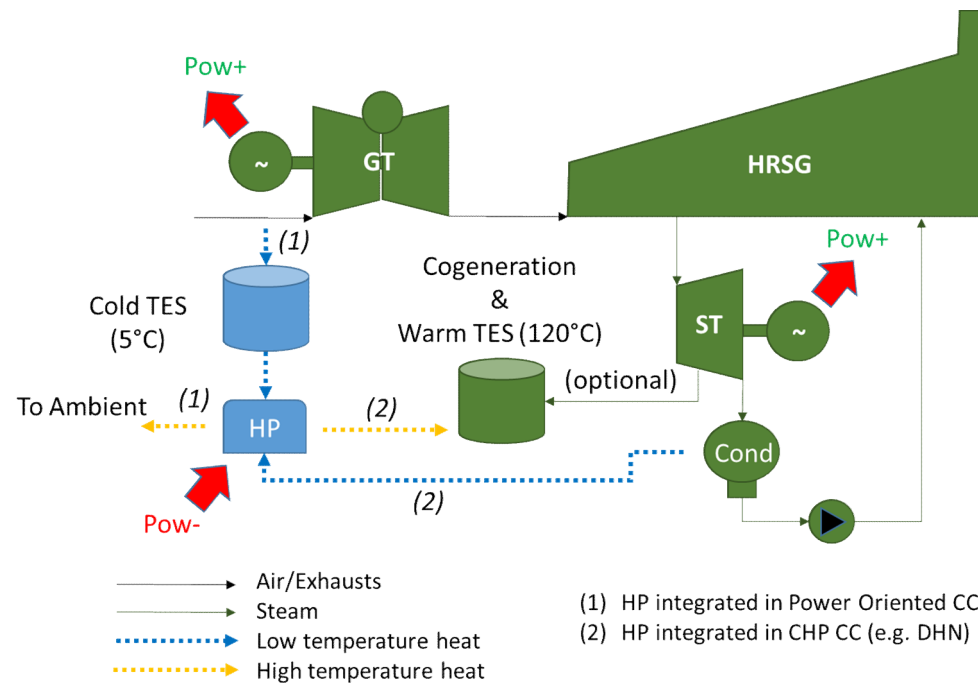 Pow+
GT
~
HRSG
(1)
Pow+
Cogeneration
&
Warm TES (120°C)
Cold TES
(5°C)
ST
~
(optional)
To Ambient
(1)
HP
(2)
Cond
(2)
Pow-
Air/Exhausts
Steam
Low temperature heat
High temperature heat
(1) HP integrated in Power Oriented CC
(2) HP integrated in CHP CC (e.g. DHN)